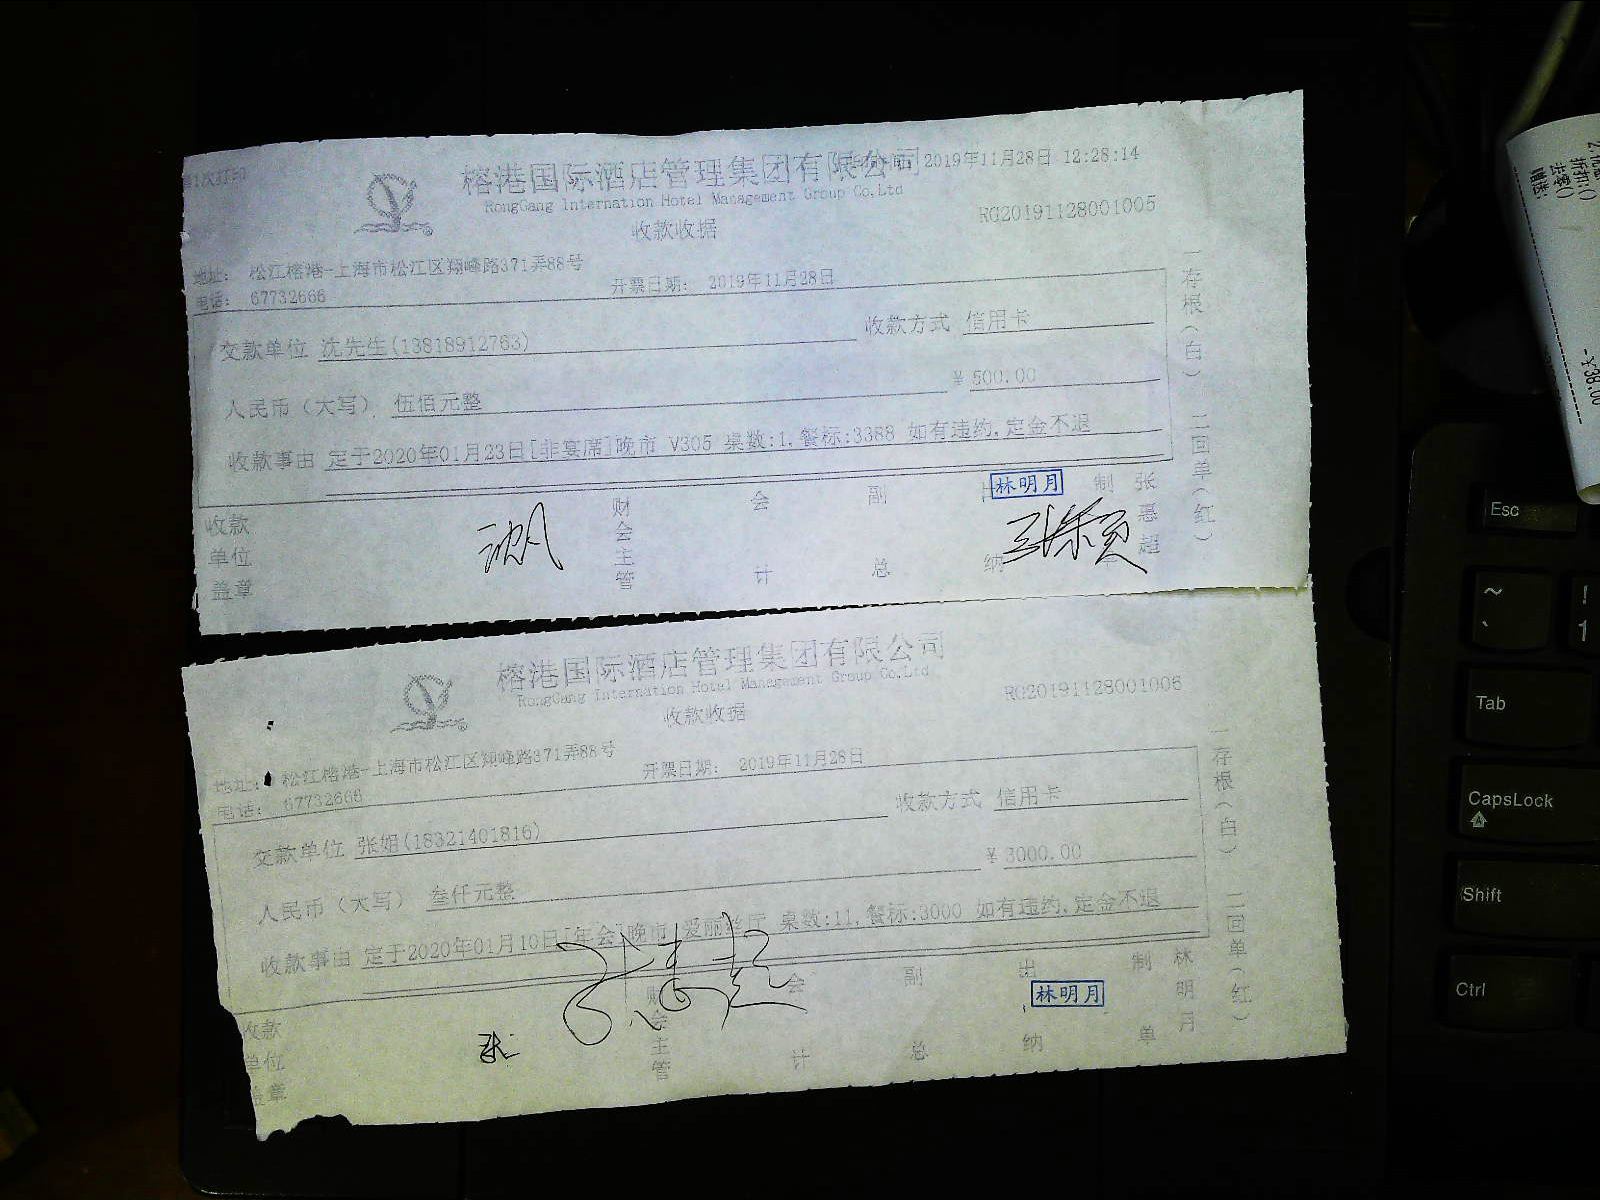 第1次打印
榕港国际酒店管理集团有限公司 2019年11月28日 12:28:14
RongGang Internation Hotel Management Group Co.Ltd
收款收据
RG20191128001005
地址： 松江榕港-上海市松江区翔峰路371弄88号
电话： 67732666
开票日期： 2019年11月28日
交款单位 沈先生(13818912763)
收款方式 信用卡
人民币（大写） 伍佰元整
¥ 500.00
收款事由 定于2020年01月23日[非宴席]晚市 V305 桌数:1,餐标:3388 如有违约,定金不退
收款单位盖章
财会主管
会计
副总
纳
林明月
制
张惠超
一存根（白） 二回单（红）
榕港国际酒店管理集团有限公司
RongGang Internation Hotel Management Group Co.Ltd
收款收据
RG20191128001006
地址： 松江榕港-上海市松江区翔峰路371弄88号
电话： 67732666
开票日期： 2019年11月28日
交款单位 张姐(18321401816)
收款方式 信用卡
人民币（大写） 叁仟元整
¥ 3000.00
收款事由 定于2020年01月10日[年会]晚市 爱丽丝厅 桌数:11,餐标:3000 如有违约,定金不退
收款单位盖章
财会主管
会计
副总
出纳
林明月
制单
林明月
一存根（白） 二回单（红）
Esc
~
`
!
1
Tab
CapsLock
Shift
Ctrl